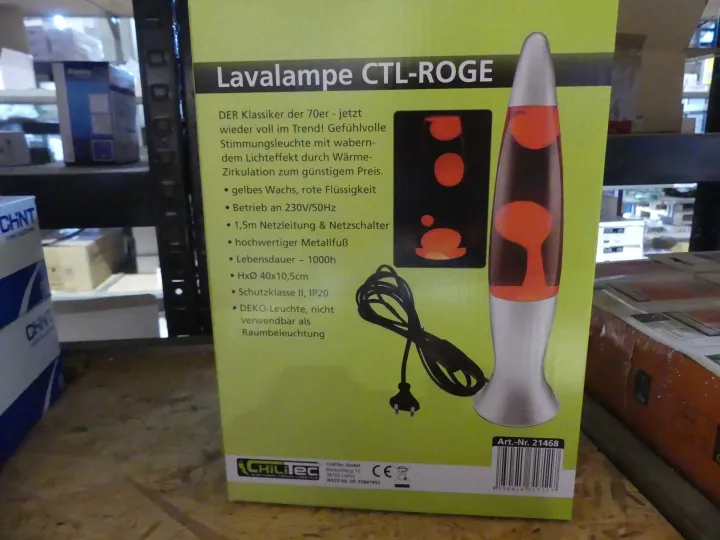 Lavalampe CTL-ROGE
DER Klassiker der 70er - jetzt
wieder voll im Trend! Gefühlvolle
Stimmungsleuchte mit wabern-
dem Lichteffekt durch Wärme-
Zirkulation zum günstigem Preis.
• gelbes Wachs, rote Flüssigkeit
• Betrieb an 230V/50Hz
• 1,5m Netzleitung & Netzschalter
• hochwertiger Metallfuß
• Lebensdauer ~ 1000h
• HxØ 40x10,5cm
• Schutzklasse II, IP20
• DEKO-Leuchte, nicht
verwendbar als
Raumbeleuchtung
Art.-Nr. 21468
CHILITEC
ChiliTec GmbH
CE
CHNT
CHNT